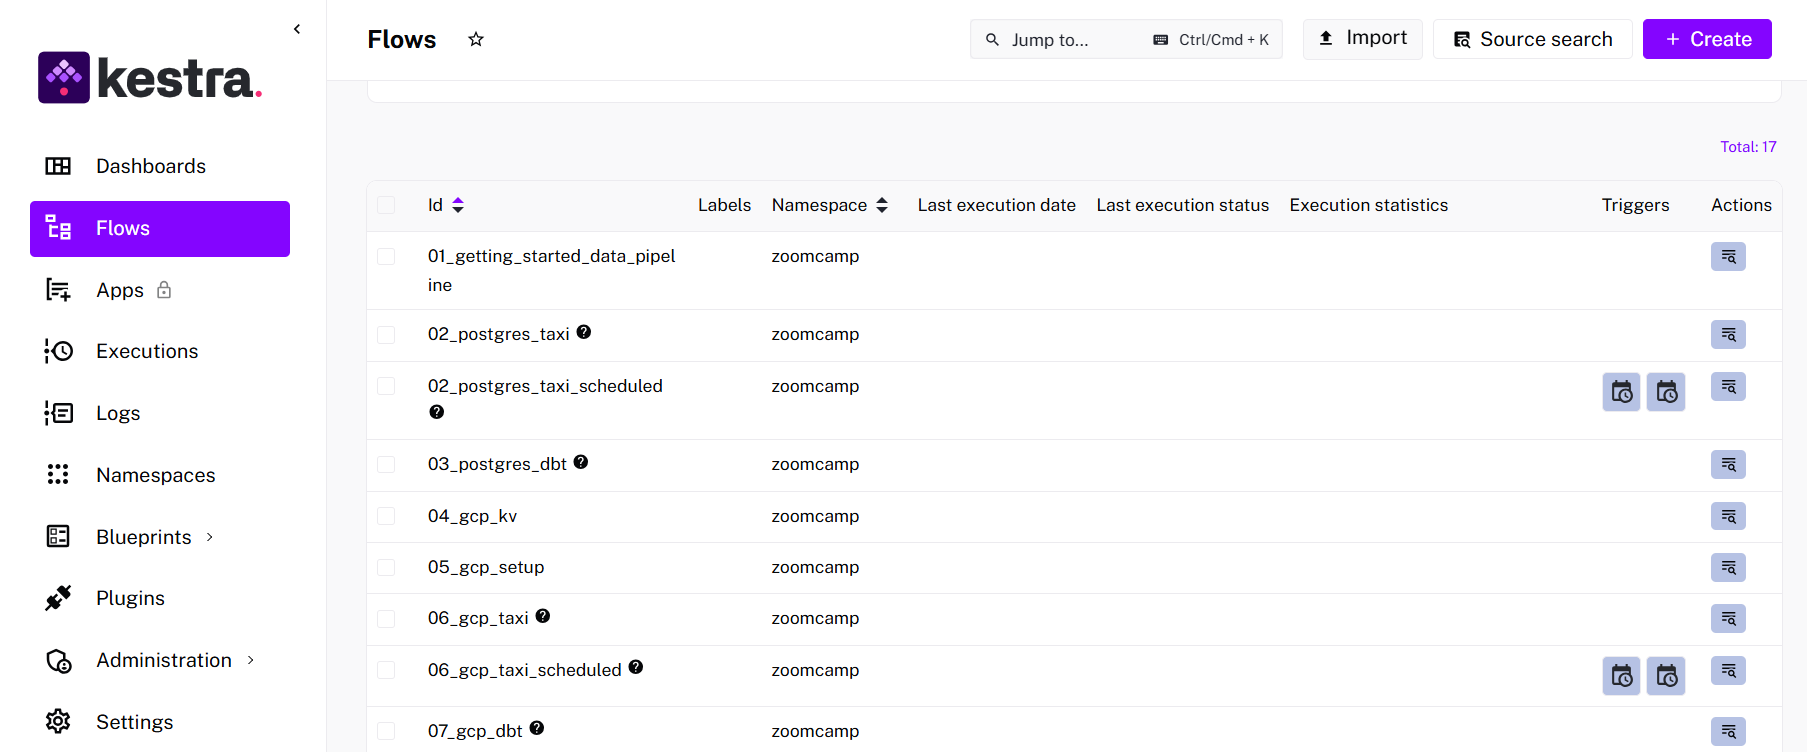 kestra.
Flows
Jump to...
Ctrl/Cmd + K
Import
Source search
+ Create
Dashboards
Flows
Apps
Executions
Logs
Namespaces
Blueprints
Plugins
Administration
Settings
Total: 17
Id Labels Namespace Last execution date Last execution status Execution statistics Triggers Actions
01_getting_started_data_pipel
ine
zoomcamp
02_postgres_taxi ? zoomcamp
02_postgres_taxi_scheduled
?
zoomcamp
03_postgres_dbt ? zoomcamp
04_gcp_kv zoomcamp
05_gcp_setup zoomcamp
06_gcp_taxi ? zoomcamp
06_gcp_taxi_scheduled ? zoomcamp
07_gcp_dbt ? zoomcamp